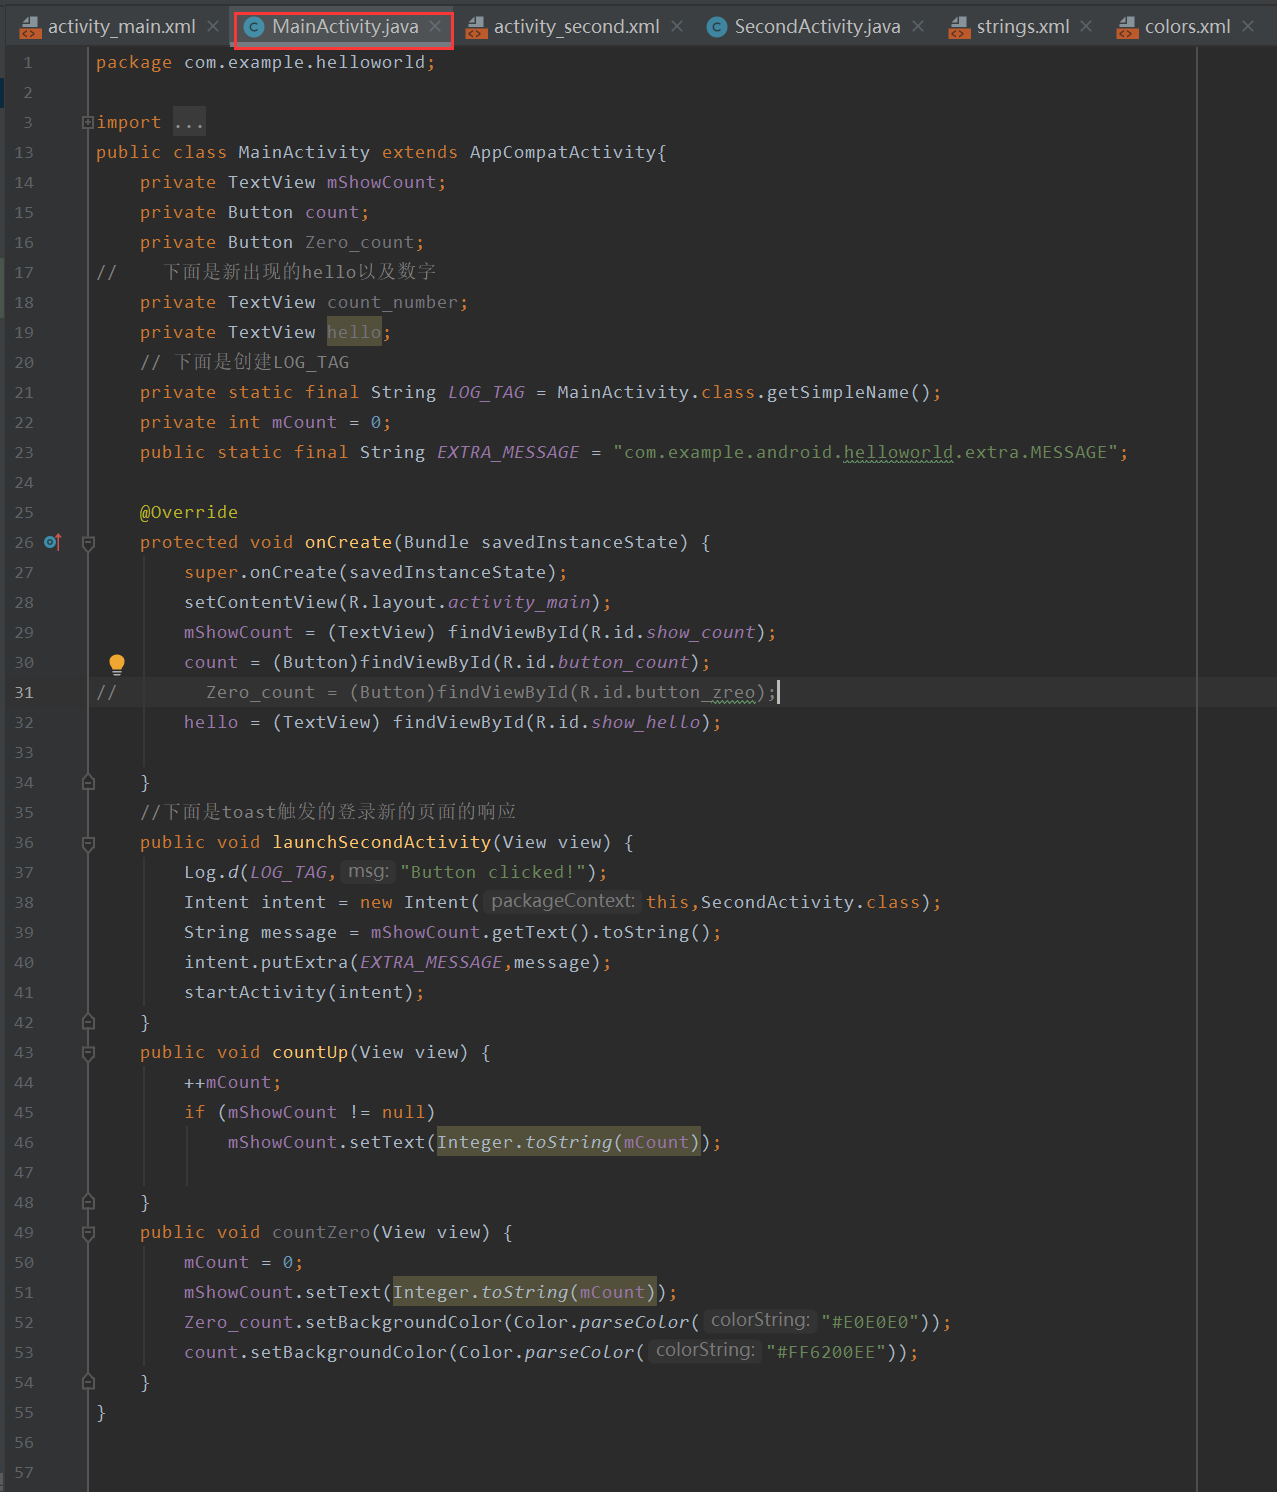 activity_main.xml MainActivity.java activity_second.xml SecondActivity.java strings.xml colors.xml
1 package com.example.helloworld;
2
3 import ...
13 public class MainActivity extends AppCompatActivity{
14 private TextView mShowCount;
15 private Button count;
16 private Button Zero_count;
17 // 下面是新出现的hello以及数字
18 private TextView count_number;
19 private TextView hello;
20 // 下面是创建LOG_TAG
21 private static final String LOG_TAG = MainActivity.class.getSimpleName();
22 private int mCount = 0;
23 public static final String EXTRA_MESSAGE = "com.example.android.helloworld.extra.MESSAGE";
24
25 @Override
26 protected void onCreate(Bundle savedInstanceState) {
27 super.onCreate(savedInstanceState);
28 setContentView(R.layout.activity_main);
29 mShowCount = (TextView) findViewById(R.id.show_count);
30 count = (Button)findViewById(R.id.button_count);
31 // Zero_count = (Button)findViewById(R.id.button_zreo);
32 hello = (TextView) findViewById(R.id.show_hello);
33
34 }
35 //下面是toast触发的登录新的页面的响应
36 public void launchSecondActivity(View view) {
37 Log.d(LOG_TAG, msg: "Button clicked!");
38 Intent intent = new Intent( packageContext: this,SecondActivity.class);
39 String message = mShowCount.getText().toString();
40 intent.putExtra(EXTRA_MESSAGE,message);
41 startActivity(intent);
42 }
43 public void countUp(View view) {
44 ++mCount;
45 if (mShowCount != null)
46 mShowCount.setText(Integer.toString(mCount));
47
48 }
49 public void countZero(View view) {
50 mCount = 0;
51 mShowCount.setText(Integer.toString(mCount));
52 Zero_count.setBackgroundColor(Color.parseColor( colorString: "#E0E0E0"));
53 count.setBackgroundColor(Color.parseColor( colorString: "#FF6200EE"));
54 }
55 }
56
57